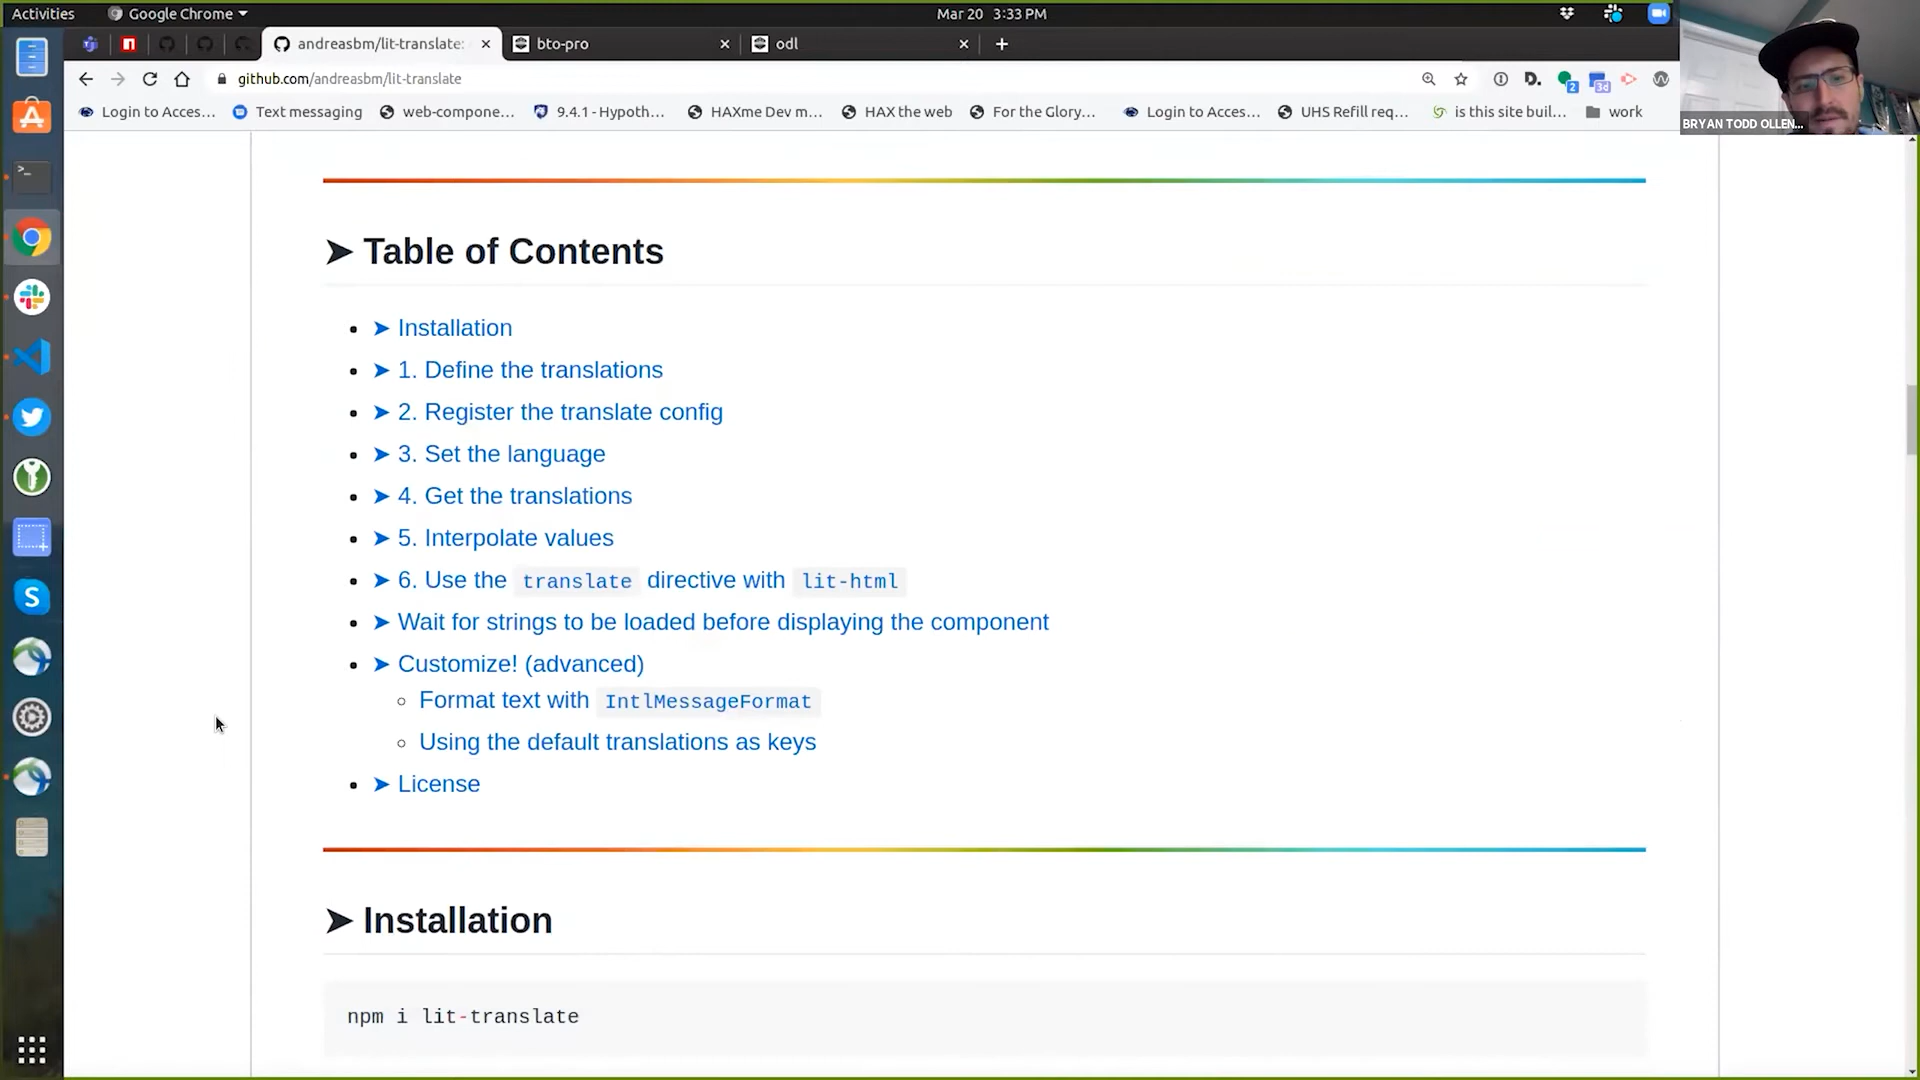 Activities
Google Chrome
Mar 20 3:33 PM
andreasbm/lit-translate:
bto-pro
odl
github.com/andreasbm/lit-translate
D.
2
3d
Login to Acces...
Text messaging
web-compone...
9.4.1 - Hypoth...
HAXme Dev m...
HAX the web
For the Glory...
Login to Acces...
UHS Refill req...
is this site buil...
work
BRYAN TODD OLLEN...
➤ Table of Contents
• ➤ Installation
• ➤ 1. Define the translations
• ➤ 2. Register the translate config
• ➤ 3. Set the language
• ➤ 4. Get the translations
• ➤ 5. Interpolate values
• ➤ 6. Use the translate directive with lit-html
• ➤ Wait for strings to be loaded before displaying the component
• ➤ Customize! (advanced)
○ Format text with IntlMessageFormat
○ Using the default translations as keys
• ➤ License
➤ Installation
npm i lit-translate